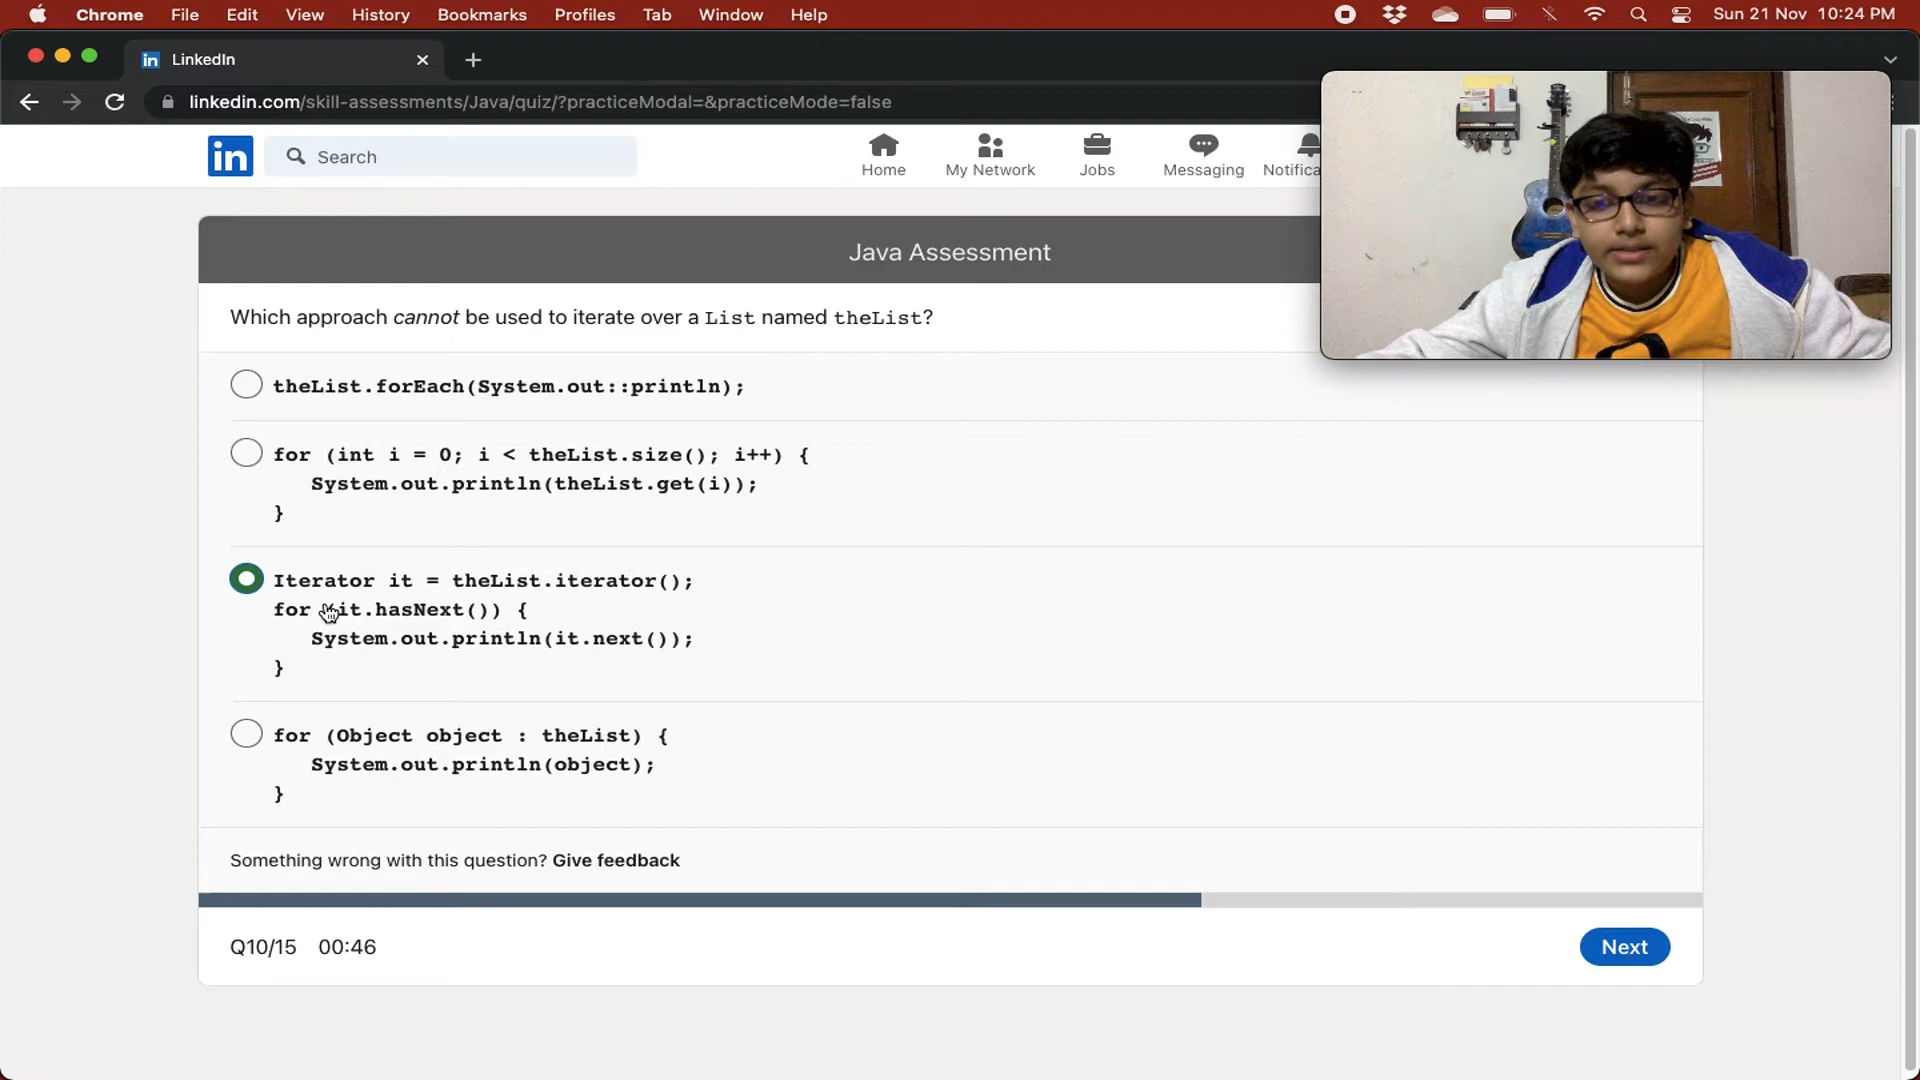 Chrome File Edit View History Bookmarks Profiles Tab Window Help Sun 21 Nov 10:24 PM
in LinkedIn
linkedin.com/skill-assessments/Java/quiz/?practiceModal=&practiceMode=false
in Search Home My Network Jobs Messaging Notifica
Java Assessment
Which approach cannot be used to iterate over a List named theList?
theList.forEach(System.out::println);
for (int i = 0; i < theList.size(); i++) {
System.out.println(theList.get(i));
}
Iterator it = theList.iterator();
for it.hasNext()) {
System.out.println(it.next());
}
for (Object object : theList) {
System.out.println(object);
}
Something wrong with this question? Give feedback
Q10/15 00:46 Next